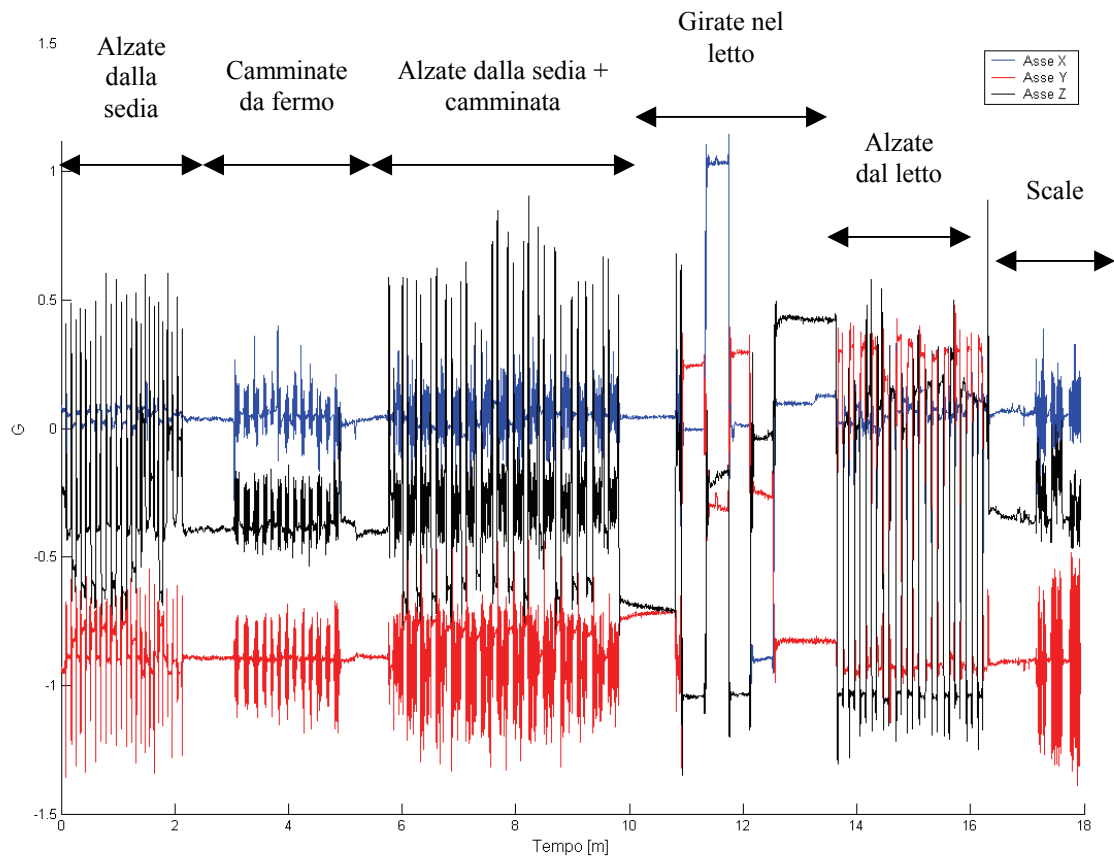 Alzate
dalla
sedia
Camminate
da fermo
Alzate dalla sedia +
camminata
Girate nel
letto
Alzate
dal letto
Scale
Asse X
Asse Y
Asse Z
1.5
1
0.5
0
-0.5
-1
-1.5
G
0 2 4 6 8 10 12 14 16 18
Tempo [m]